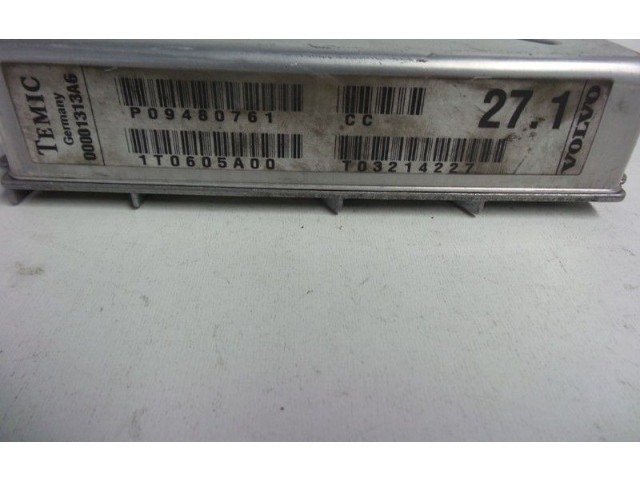 TEMIC
Germany
00001313A6
P09480761
CC
27.1
1T0605A00
T03214227
VOLVO